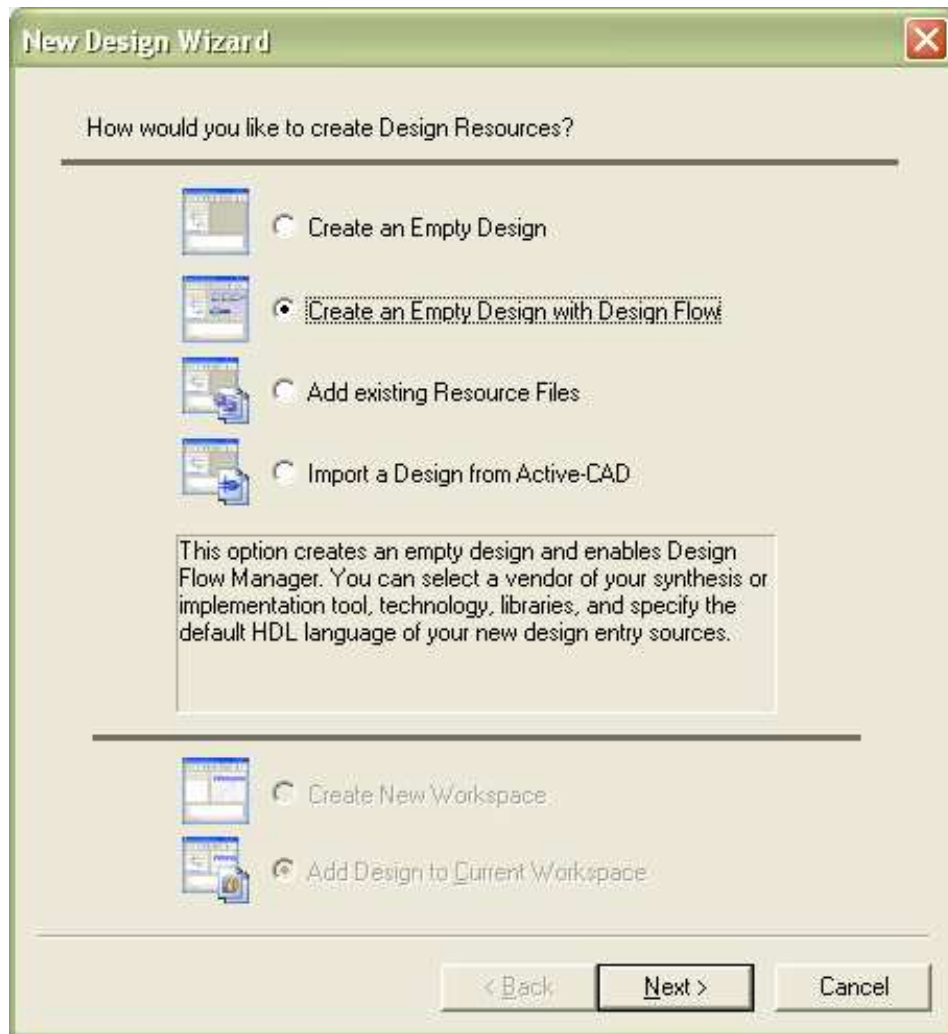 New Design Wizard
How would you like to create Design Resources?
Create an Empty Design
Create an Empty Design with Design Flow
Add existing Resource Files
Import a Design from Active-CAD
This option creates an empty design and enables Design
Flow Manager. You can select a vendor of your synthesis or
implementation tool, technology, libraries, and specify the
default HDL language of your new design entry sources.
Create New Workspace
Add Design to Current Workspace
< Back Next > Cancel